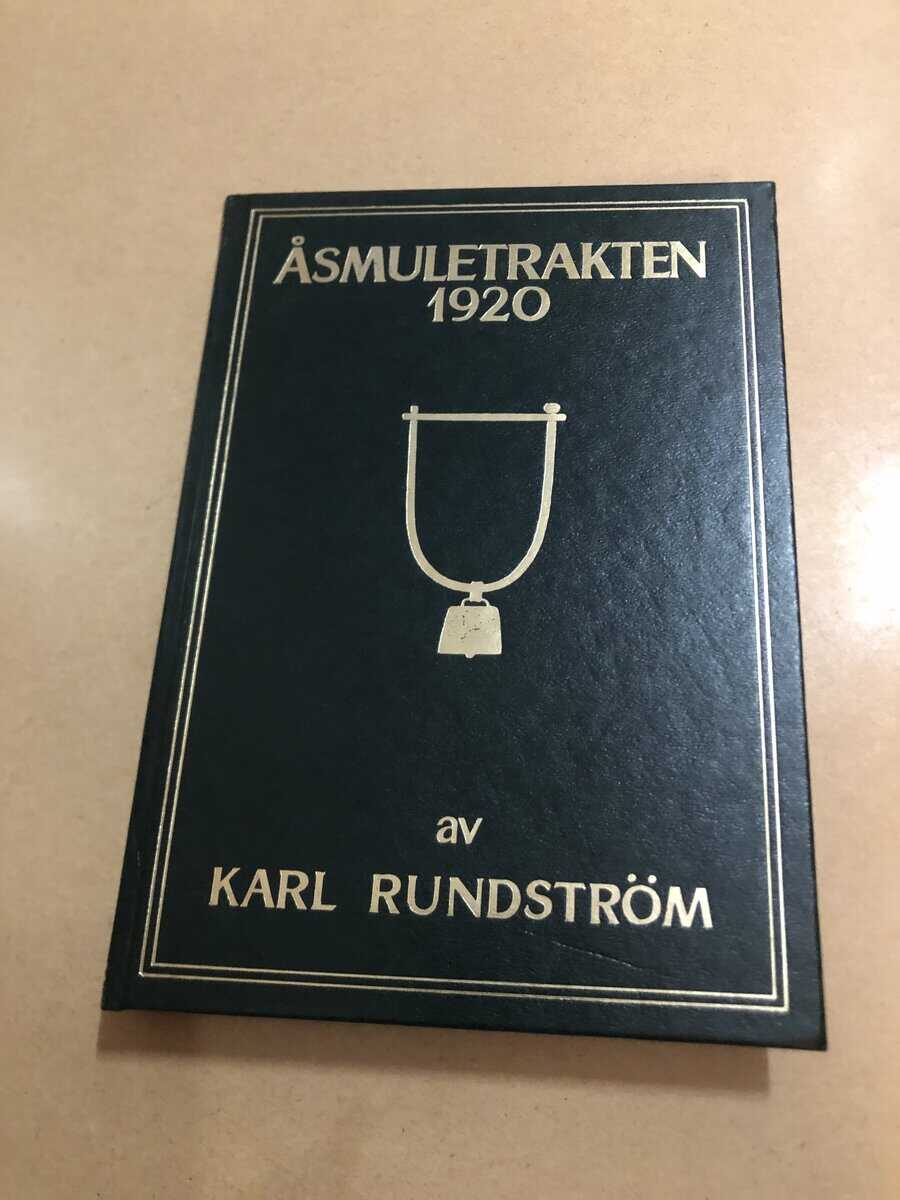 ÅSMULETRAKTEN
1920
av
KARL RUNDSTRÖM